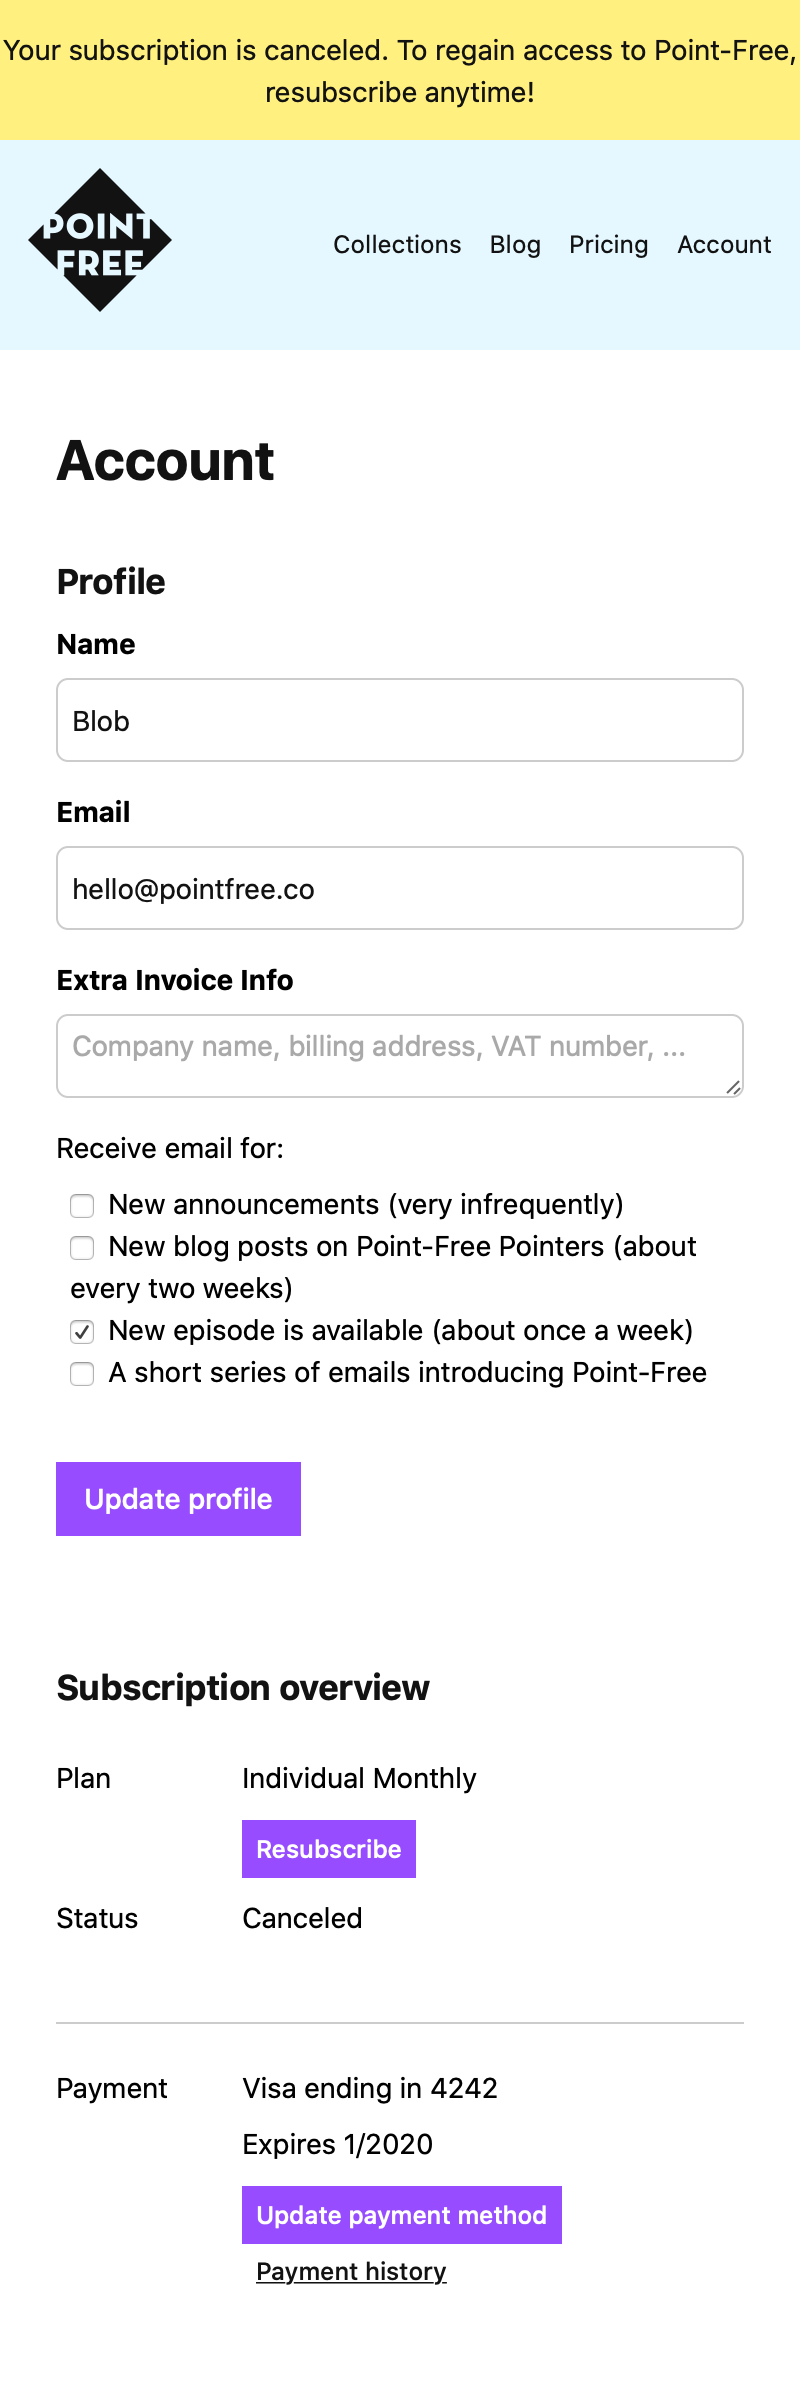 Your subscription is canceled. To regain access to Point-Free,
resubscribe anytime!
POINT
FREE
Collections Blog Pricing Account
Account
Profile
Name
Blob
Email
hello@pointfree.co
Extra Invoice Info
Company name, billing address, VAT number, ...
Receive email for:
New announcements (very infrequently)
New blog posts on Point-Free Pointers (about
every two weeks)
New episode is available (about once a week)
A short series of emails introducing Point-Free
Update profile
Subscription overview
Plan Individual Monthly
Resubscribe
Status Canceled
Payment Visa ending in 4242
Expires 1/2020
Update payment method
Payment history